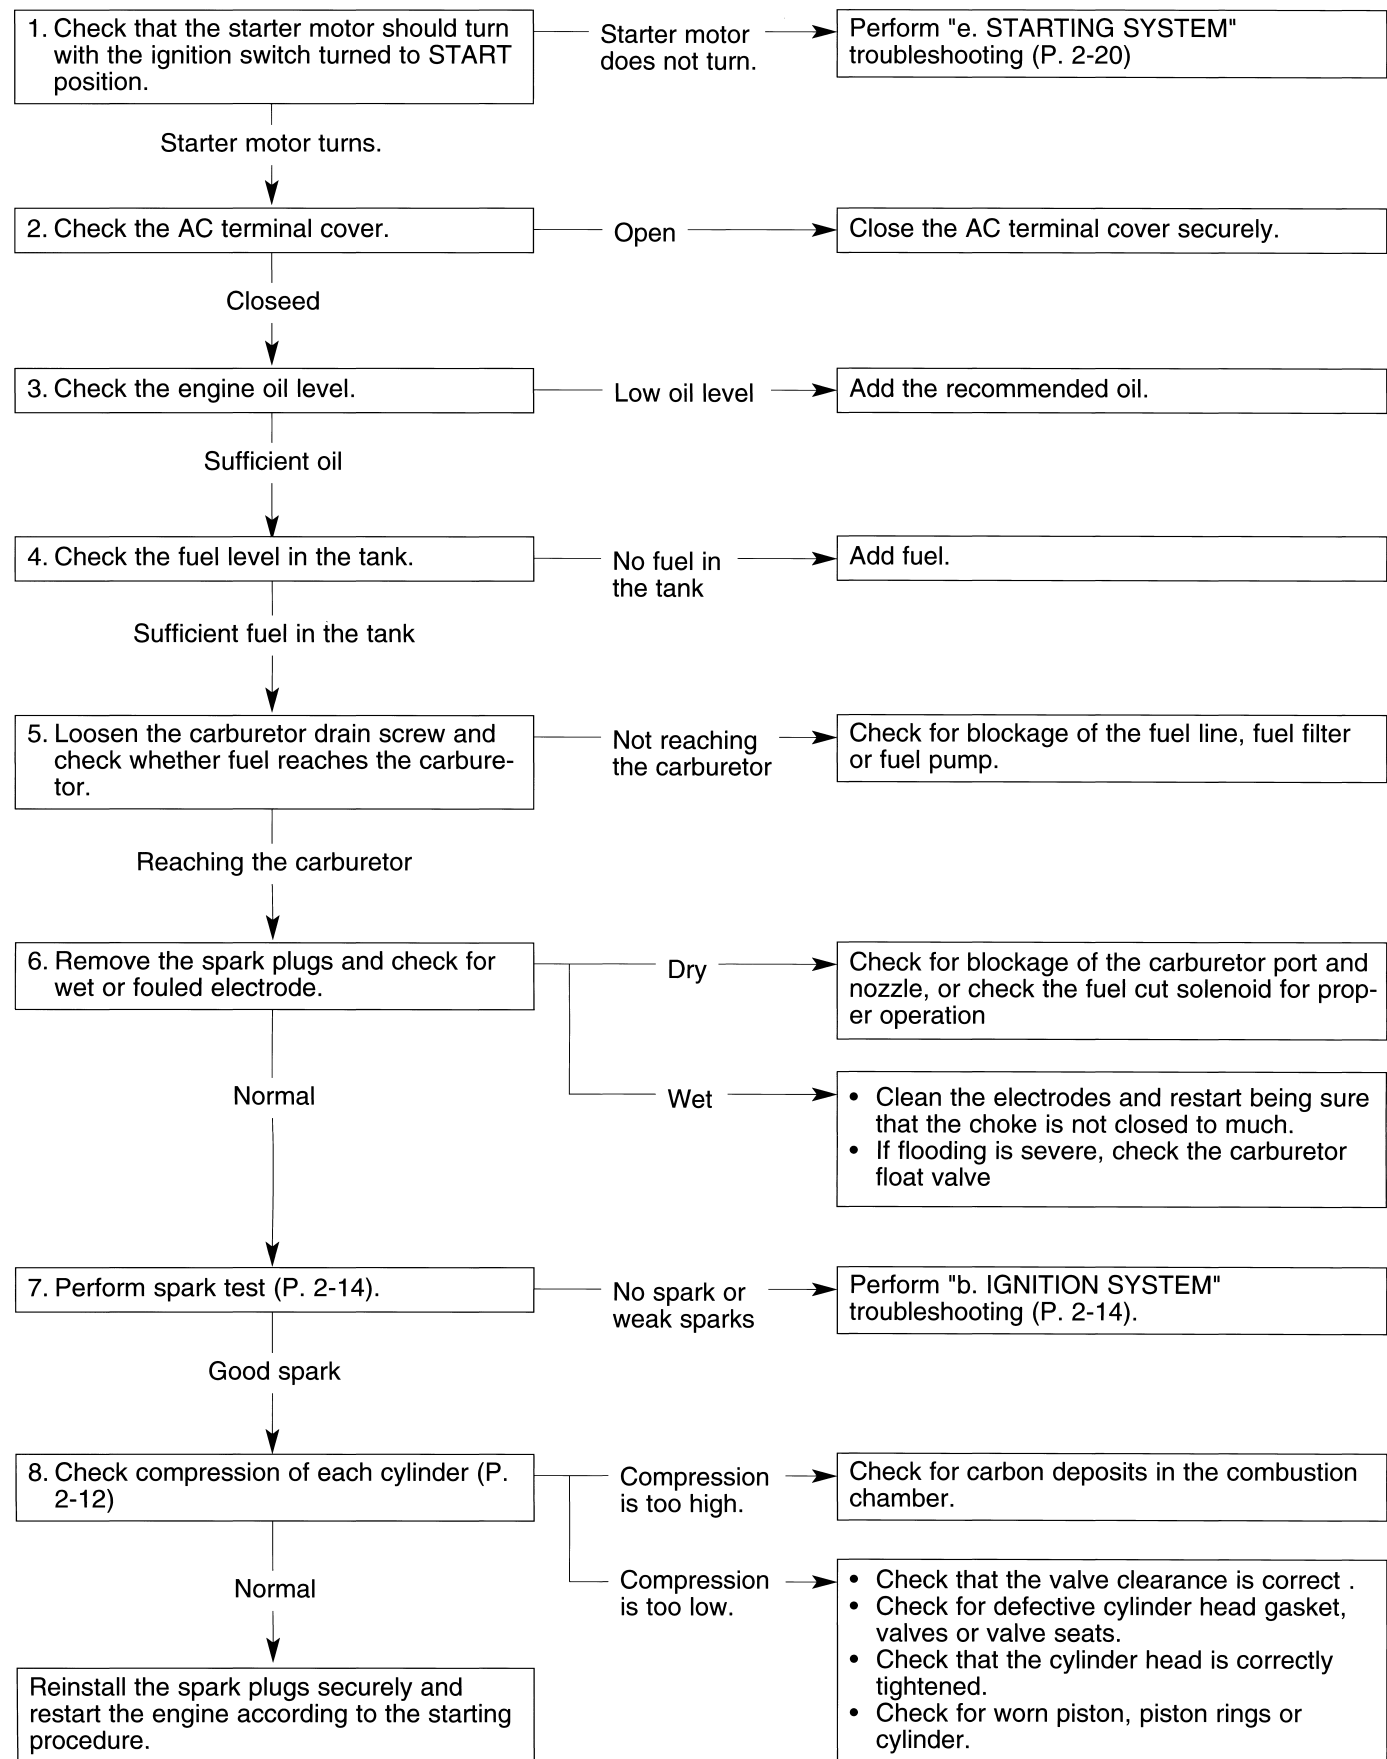 1. Check that the starter motor should turn
with the ignition switch turned to START
position.
Starter motor
does not turn.
Perform "e. STARTING SYSTEM"
troubleshooting (P. 2-20)
Starter motor turns.
2. Check the AC terminal cover.
Open
Close the AC terminal cover securely.
Closeed
3. Check the engine oil level.
Low oil level
Add the recommended oil.
Sufficient oil
4. Check the fuel level in the tank.
No fuel in
the tank
Add fuel.
Sufficient fuel in the tank
5. Loosen the carburetor drain screw and
check whether fuel reaches the carbure-
tor.
Not reaching
the carburetor
Check for blockage of the fuel line, fuel filter
or fuel pump.
Reaching the carburetor
6. Remove the spark plugs and check for
wet or fouled electrode.
Dry
Check for blockage of the carburetor port and
nozzle, or check the fuel cut solenoid for prop-
er operation
Normal
Wet
• Clean the electrodes and restart being sure
that the choke is not closed to much.
• If flooding is severe, check the carburetor
float valve
7. Perform spark test (P. 2-14).
No spark or
weak sparks
Perform "b. IGNITION SYSTEM"
troubleshooting (P. 2-14).
Good spark
8. Check compression of each cylinder (P.
2-12)
Compression
is too high.
Check for carbon deposits in the combustion
chamber.
Normal
Compression
is too low.
• Check that the valve clearance is correct .
• Check for defective cylinder head gasket,
valves or valve seats.
• Check that the cylinder head is correctly
tightened.
• Check for worn piston, piston rings or
cylinder.
Reinstall the spark plugs securely and
restart the engine according to the starting
procedure.